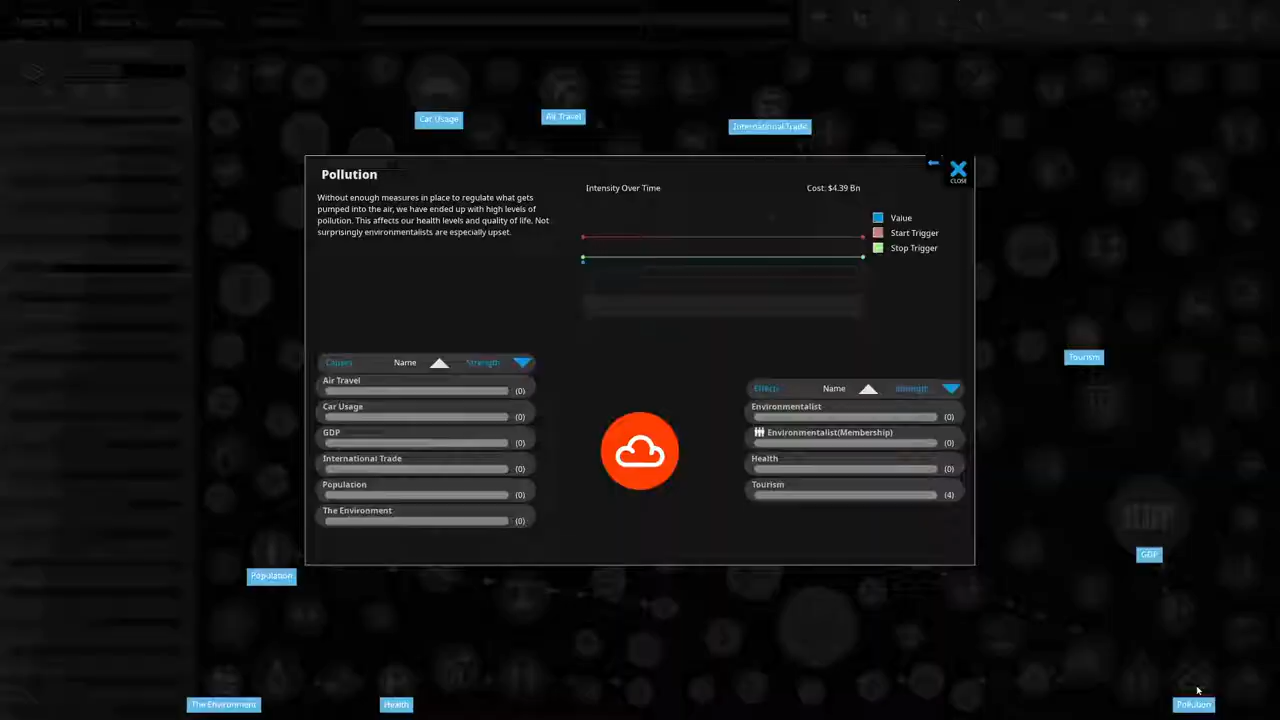 Car Usage
Air Travel
International Trade
Pollution
CLOSE
Without enough measures in place to regulate what gets
pumped into the air, we have ended up with high levels of
pollution. This affects our health levels and quality of life. Not
surprisingly environmentalists are especially upset.
Intensity Over Time
Cost: $4.39 Bn
Value
Start Trigger
Stop Trigger
Causes Name Strength
Air Travel
(0)
Car Usage
(0)
GDP
(0)
International Trade
(0)
Population
(0)
The Environment
(0)
Effects Name Strength
Environmentalist
(0)
Environmentalist(Membership)
(0)
Health
(0)
Tourism
(4)
Tourism
GDP
Population
The Environment
Health
Pollution